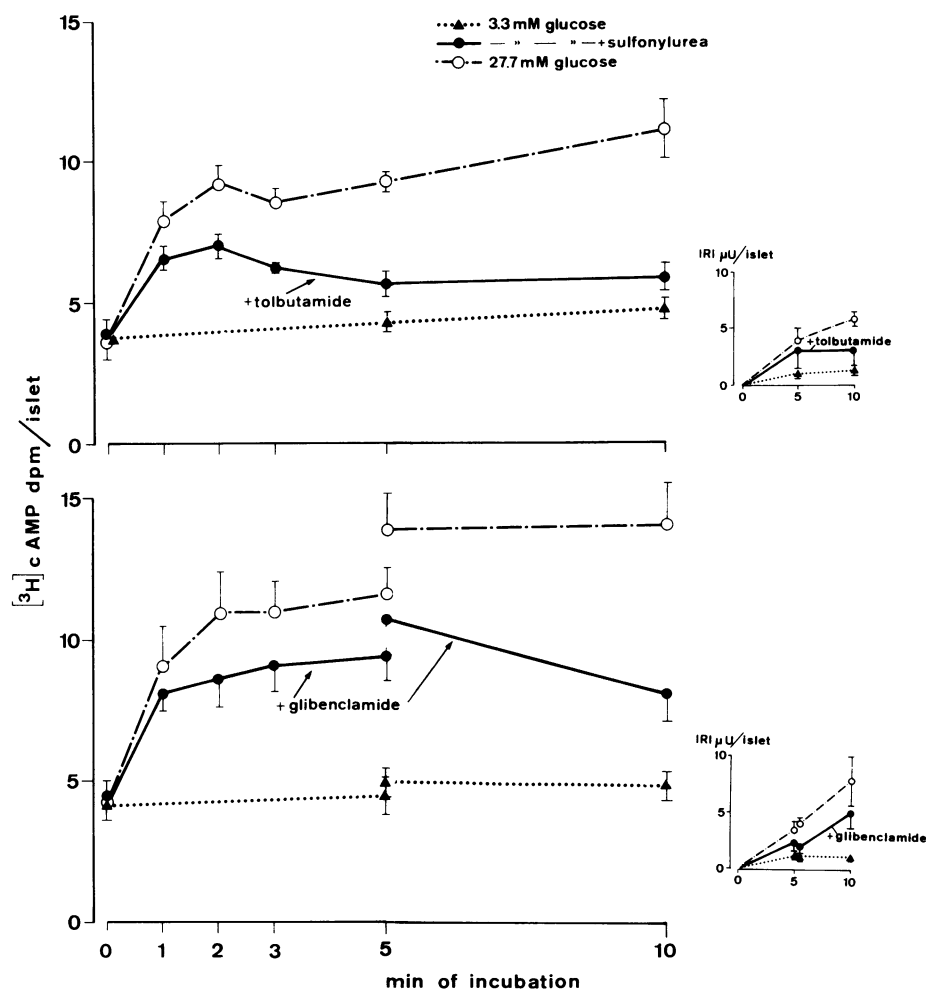 15
3.3 mM glucose
— » — » —+sulfonylurea
27.7 mM glucose
10
5
0
+tolbutamide
IRI µU/islet
10
5
0
+tolbutamide
0 5 10
[³H] c AMP dpm/islet
15
10
5
0
+ glibenclamide
IRI µU/islet
10
5
0
+glibenclamide
0 5 10
0 1 2 3 5 10
min of incubation